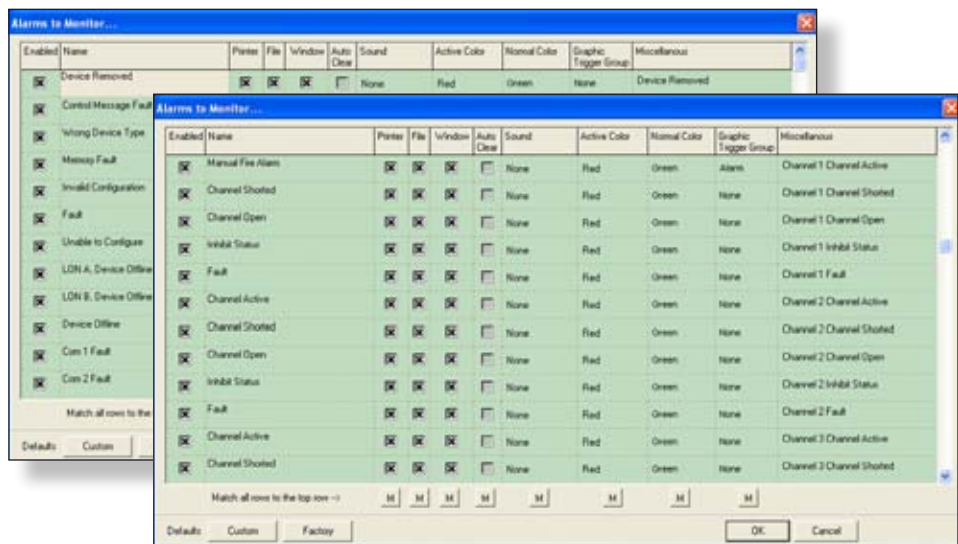 Alarms to Monitor...
Enabled Name Printer File Window Auto Clear Sound Active Color Normal Color Graphic Trigger Group Miscellanous
Device Removed None Red Green None Device Removed
Control Message Fault
Wrong Device Type
Memory Fault
Invalid Configuration
Fault
Unable to Configure
LON A, Device Offline
LON B, Device Offline
Device Offline
Com 1 Fault
Com 2 Fault
Match all rows to the
Defaults Custom
Alarms to Monitor...
Enabled Name Printer File Window Auto Clear Sound Active Color Normal Color Graphic Trigger Group Miscellanous
Manual Fire Alarm None Red Green Alarm Channel 1 Channel Active
Channel Shorted None Red Green None Channel 1 Channel Shorted
Channel Open None Red Green None Channel 1 Channel Open
Inhibit Status None Red Green None Channel 1 Inhibit Status
Fault None Red Green None Channel 1 Fault
Channel Active None Red Green None Channel 2 Channel Active
Channel Shorted None Red Green None Channel 2 Channel Shorted
Channel Open None Red Green None Channel 2 Channel Open
Inhibit Status None Red Green None Channel 2 Inhibit Status
Fault None Red Green None Channel 2 Fault
Channel Active None Red Green None Channel 3 Channel Active
Channel Shorted None Red Green None Channel 3 Channel Shorted
Match all rows to the top row --> M M M M M M M M
Defaults Custom Factory OK Cancel